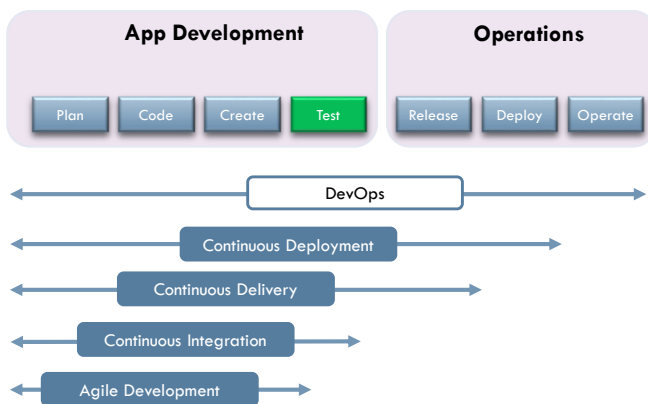 App Development
Operations
Plan
Code
Create
Test
Release
Deploy
Operate
DevOps
Continuous Deployment
Continuous Delivery
Continuous Integration
Agile Development